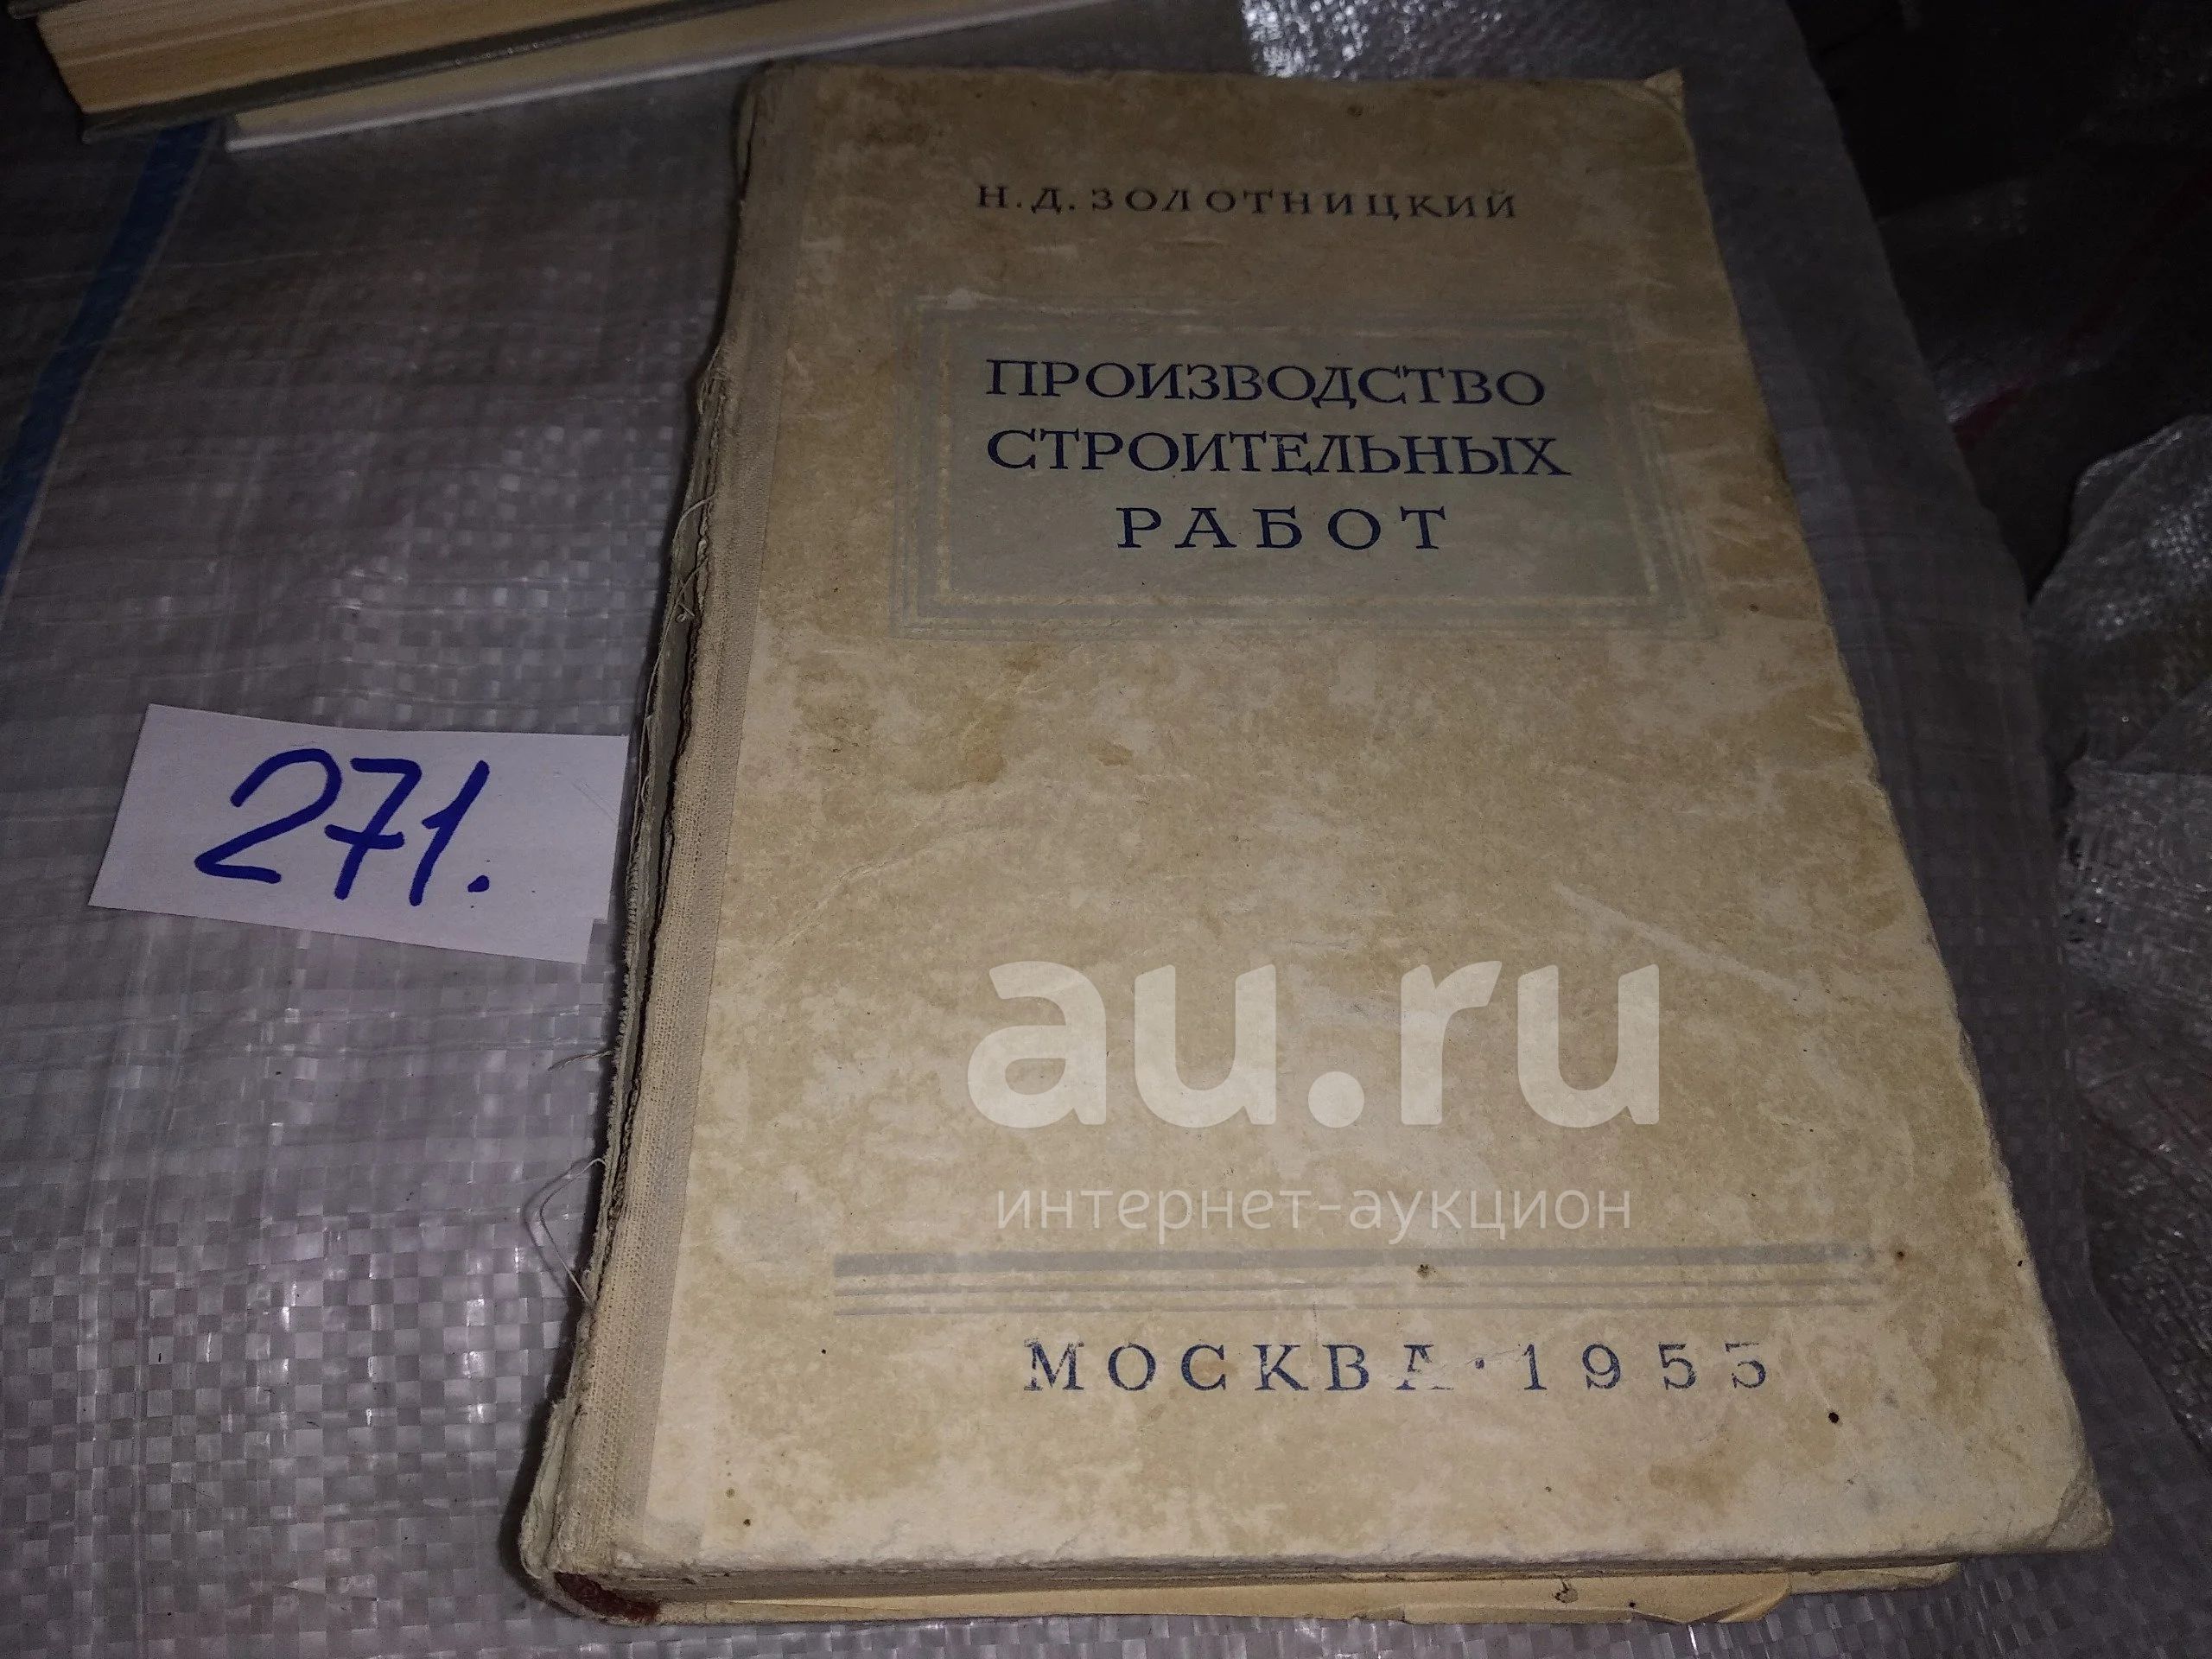 Н.Д.ЗОЛОТНИЦКИЙ
ПРОИЗВОДСТВО
СТРОИТЕЛЬНЫХ
РАБОТ
271.
au.ru
интернет-аукцион
МОСКВА·1955